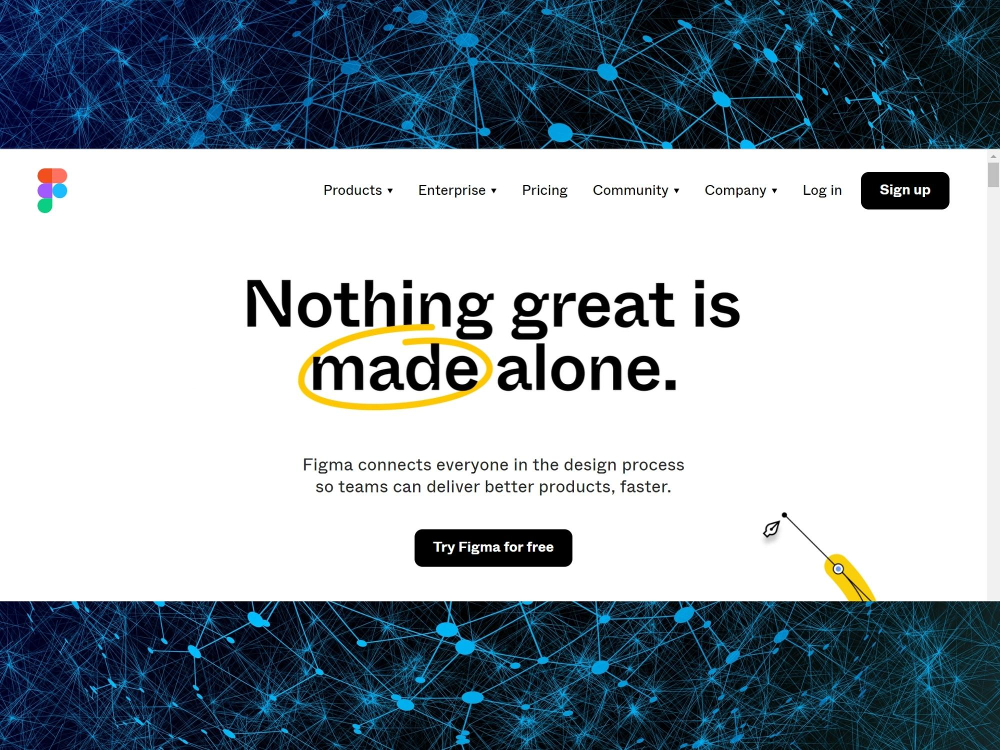 Products ▾ Enterprise ▾ Pricing Community ▾ Company ▾ Log in Sign up
Nothing great is
made alone.
Figma connects everyone in the design process
so teams can deliver better products, faster.
Try Figma for free